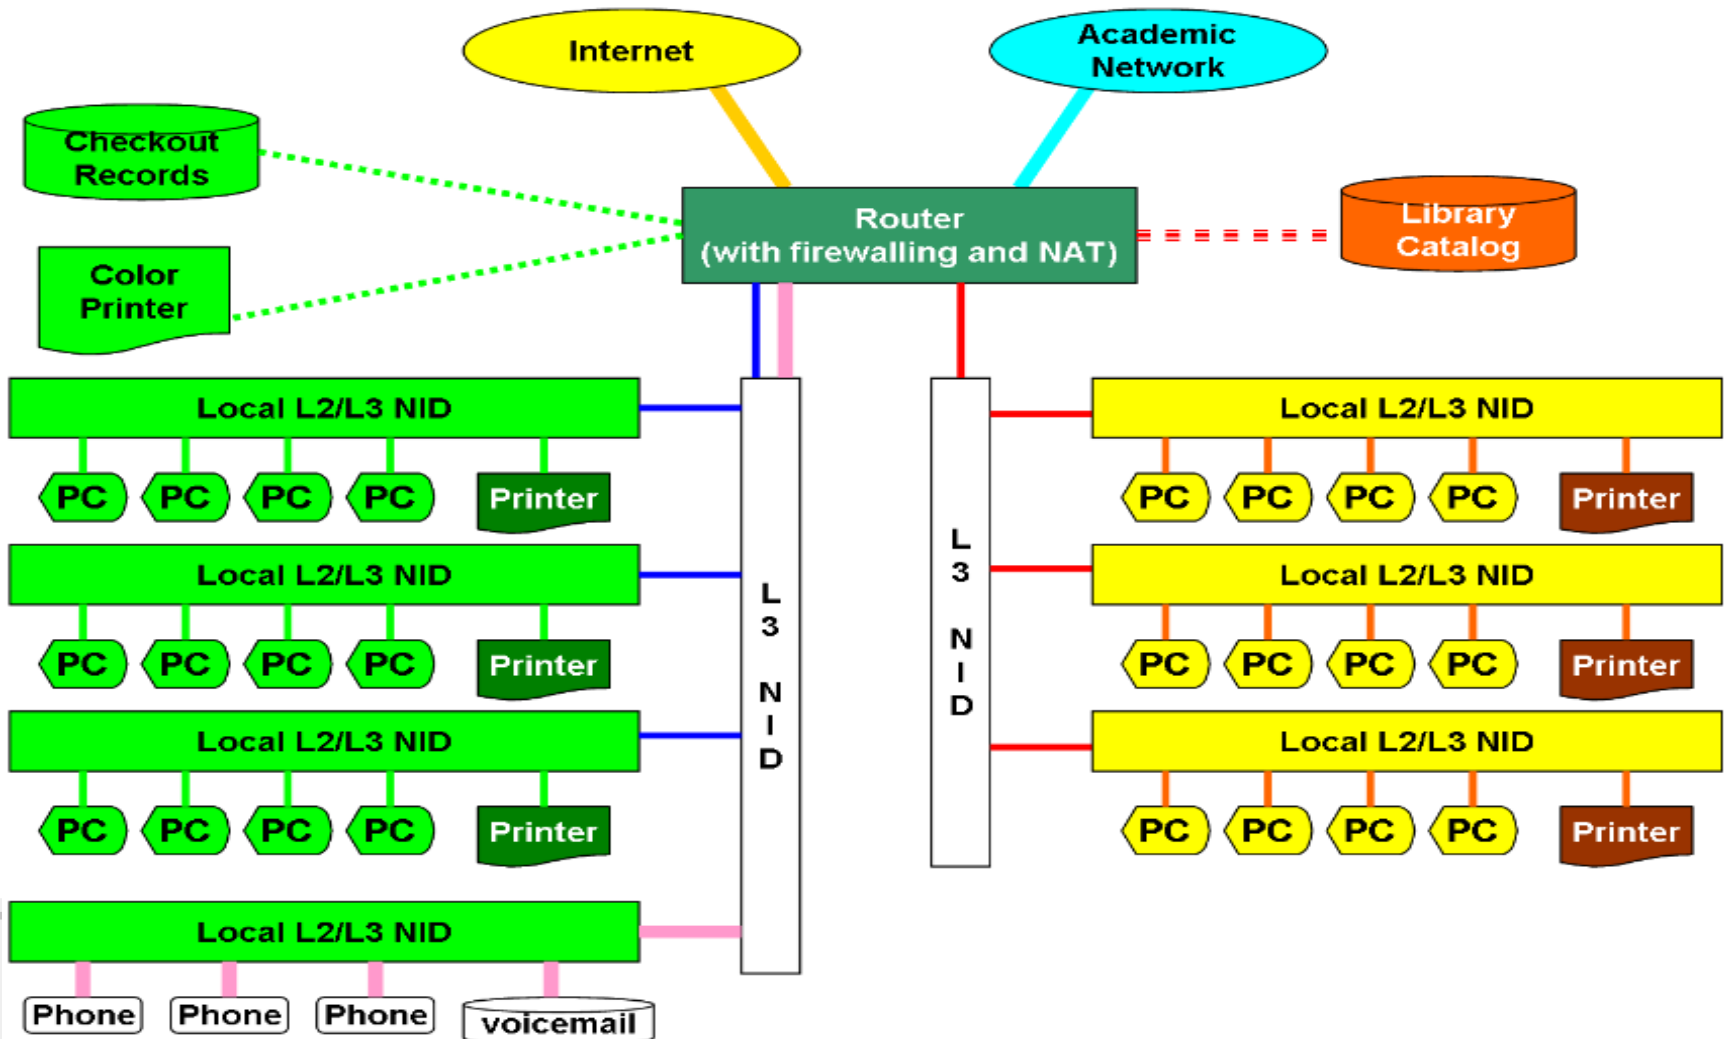 Internet
Academic
Network
Checkout
Records
Router
(with firewalling and NAT)
Library
Catalog
Color
Printer
Local L2/L3 NID
PC PC PC PC Printer
Local L2/L3 NID
PC PC PC PC Printer
Local L2/L3 NID
PC PC PC PC Printer
Local L2/L3 NID
Phone Phone Phone voicemail
L
3
N
I
D
L
3
N
I
D
Local L2/L3 NID
PC PC PC PC Printer
Local L2/L3 NID
PC PC PC PC Printer
Local L2/L3 NID
PC PC PC PC Printer